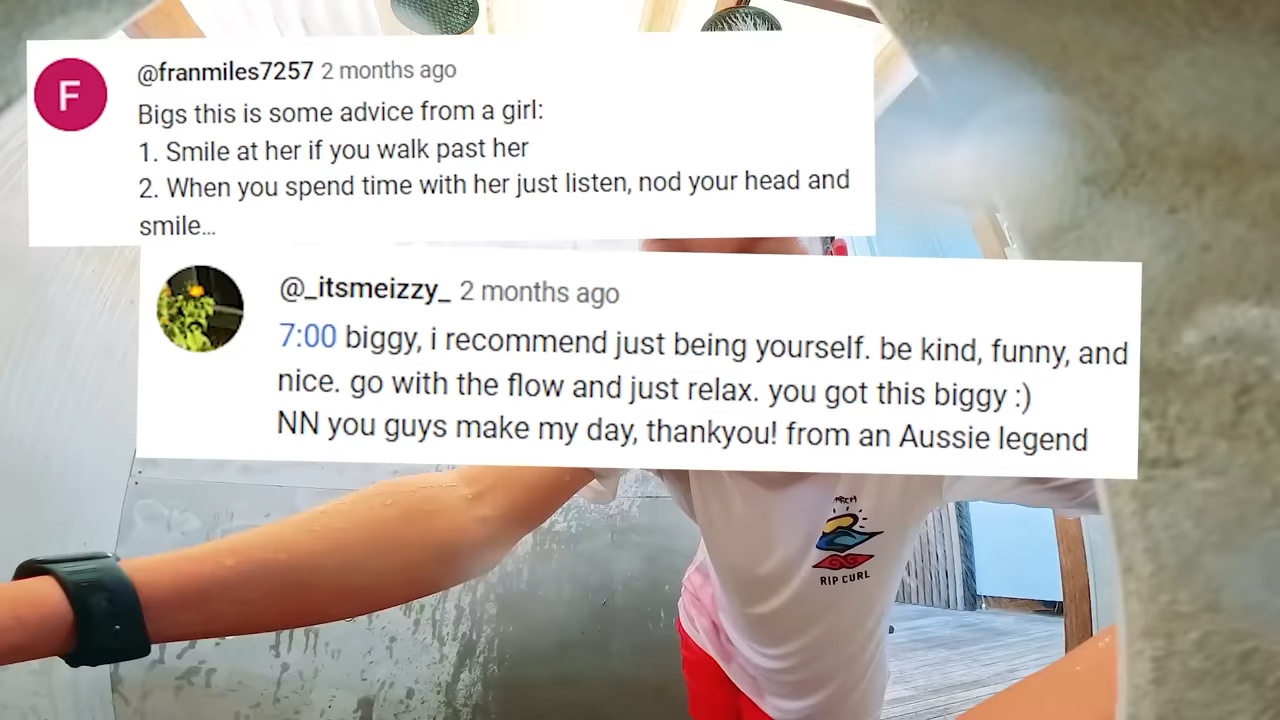 F
@franmiles7257 2 months ago
Bigs this is some advice from a girl:
1. Smile at her if you walk past her
2. When you spend time with her just listen, nod your head and
smile…
@_itsmeizzy_ 2 months ago
7:00 biggy, i recommend just being yourself. be kind, funny, and
nice. go with the flow and just relax. you got this biggy :)
NN you guys make my day, thankyou! from an Aussie legend
RIP CURL